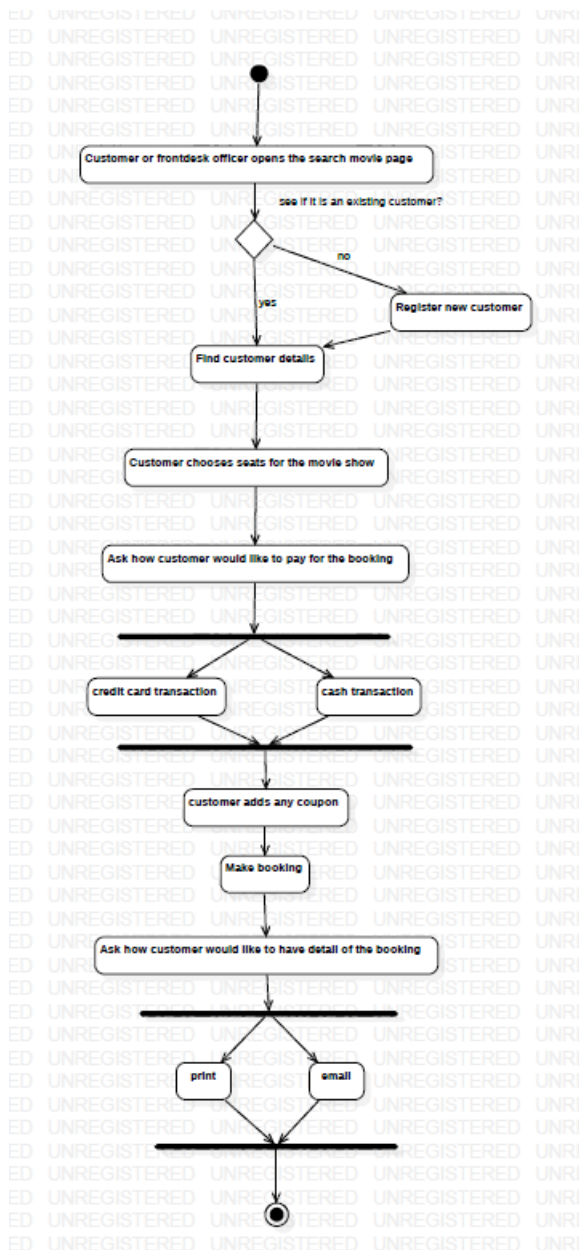 UNREGISTERED
Customer or frontdesk officer opens the search movie page
see if it is an existing customer?
no
yes
Register new customer
Find customer details
Customer chooses seats for the movie show
Ask how customer would like to pay for the booking
credit card transaction
cash transaction
customer adds any coupon
Make booking
Ask how customer would like to have detail of the booking
print
email